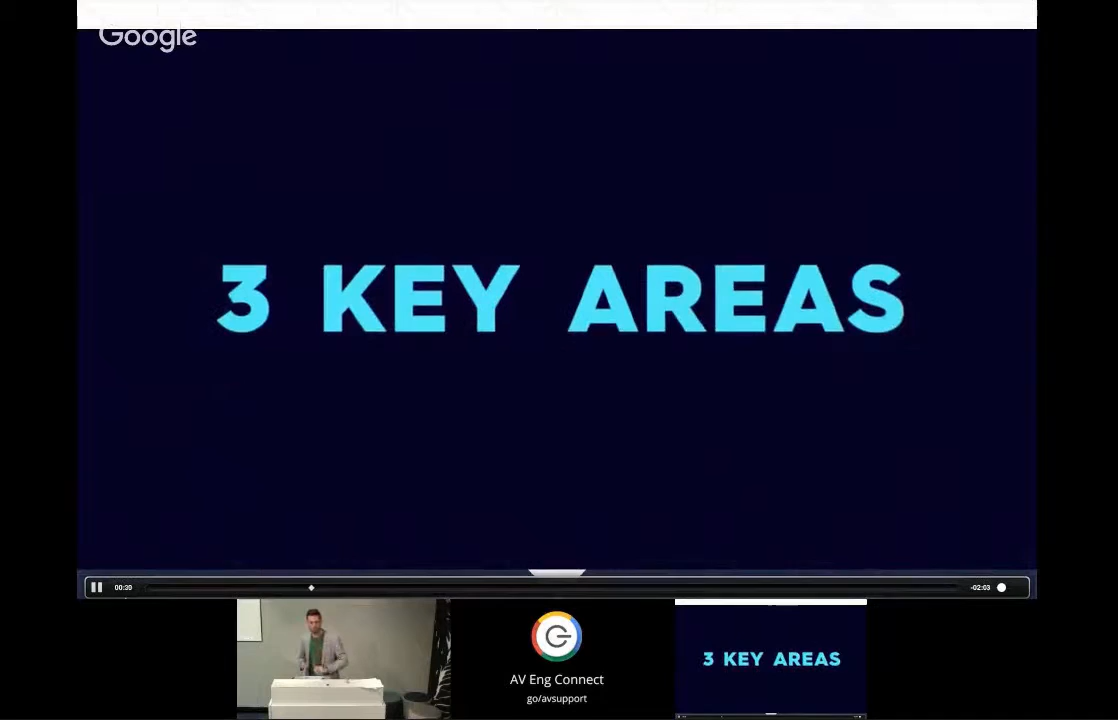 Google
3 KEY AREAS
00:39
-02:03
AV Eng Connect
go/avsupport
3 KEY AREAS